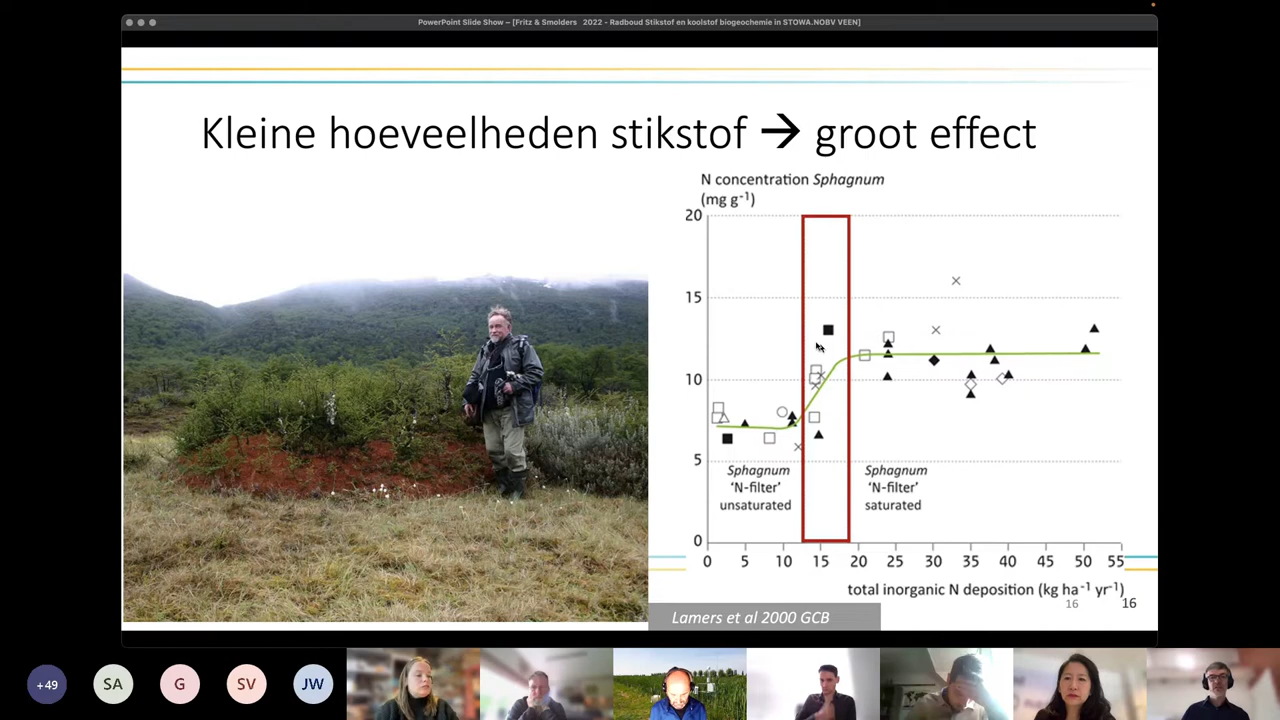 PowerPoint Slide Show – [Fritz & Smolders 2022 - Radboud Stikstof en koolstof biogeochemie in STOWA.NOBV VEEN]
Kleine hoeveelheden stikstof → groot effect
N concentration Sphagnum
(mg g⁻¹)
20
15
10
5
0
Sphagnum
'N-filter'
unsaturated
Sphagnum
'N-filter'
saturated
0 5 10 15 20 25 30 35 40 45 50 55
total inorganic N deposition (kg ha⁻¹ yr⁻¹)
16 16
Lamers et al 2000 GCB
+49 SA G SV JW